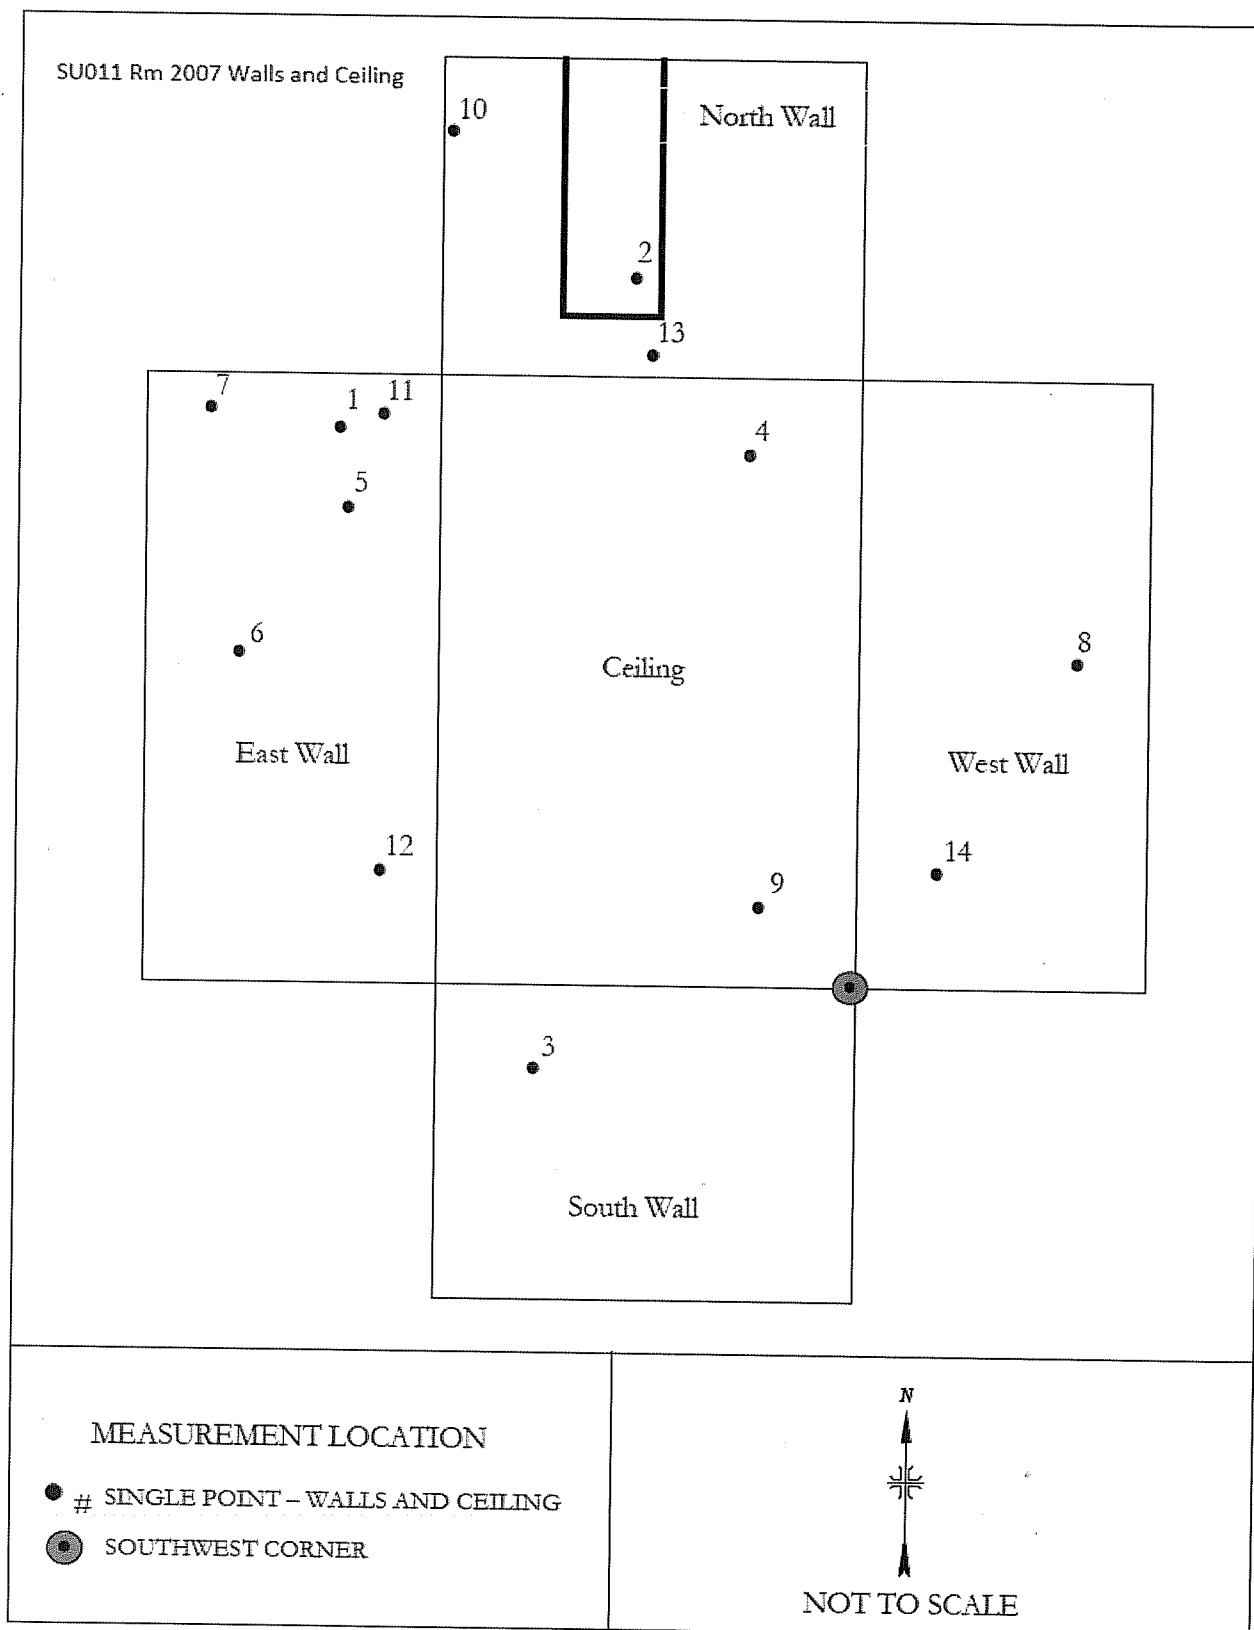 SU011 Rm 2007 Walls and Ceiling
10
North Wall
2
13
7
1
11
4
5
6
8
Ceiling
East Wall
West Wall
12
14
9
3
South Wall
MEASUREMENT LOCATION
# SINGLE POINT – WALLS AND CEILING
SOUTHWEST CORNER
N
NOT TO SCALE